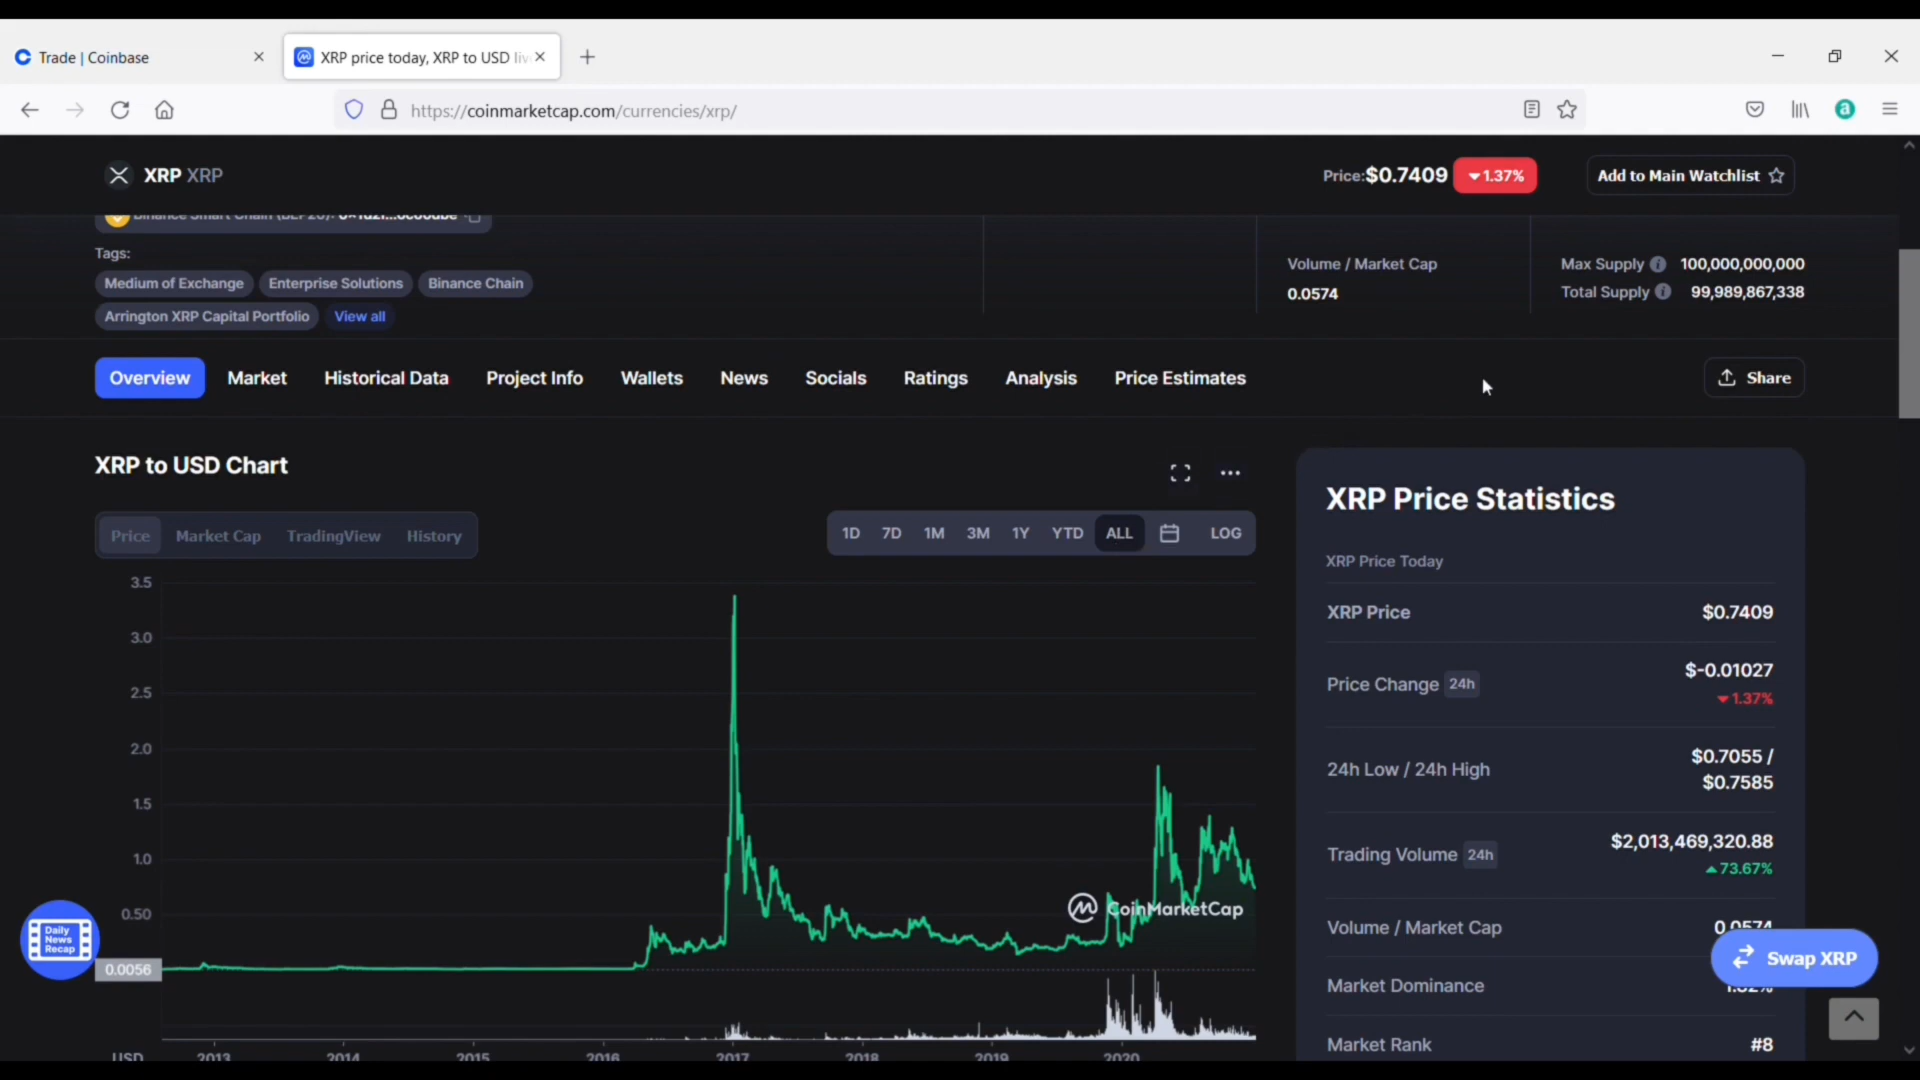 Trade | Coinbase
XRP price today, XRP to USD liv
https://coinmarketcap.com/currencies/xrp/
a
XRP XRP
Price:$0.7409 1.37%
Add to Main Watchlist
Binance Smart Chain (BEP20):
Tags:
Medium of Exchange Enterprise Solutions Binance Chain
Arrington XRP Capital Portfolio View all
Volume / Market Cap
0.0574
Max Supply 100,000,000,000
Total Supply 99,989,867,338
Overview Market Historical Data Project Info Wallets News Socials Ratings Analysis Price Estimates
Share
XRP to USD Chart
Price Market Cap TradingView History
1D 7D 1M 3M 1Y YTD ALL LOG
3.5
3.0
2.5
2.0
1.5
1.0
0.50
0.0056
CoinMarketCap
USD 2013 2014 2015 2016 2017 2018 2019 2020
Daily
News
Recap
XRP Price Statistics
XRP Price Today
XRP Price $0.7409
Price Change 24h $-0.01027
1.37%
24h Low / 24h High $0.7055 /
$0.7585
Trading Volume 24h $2,013,469,320.88
73.67%
Volume / Market Cap 0.0574
Swap XRP
Market Dominance
Market Rank #8